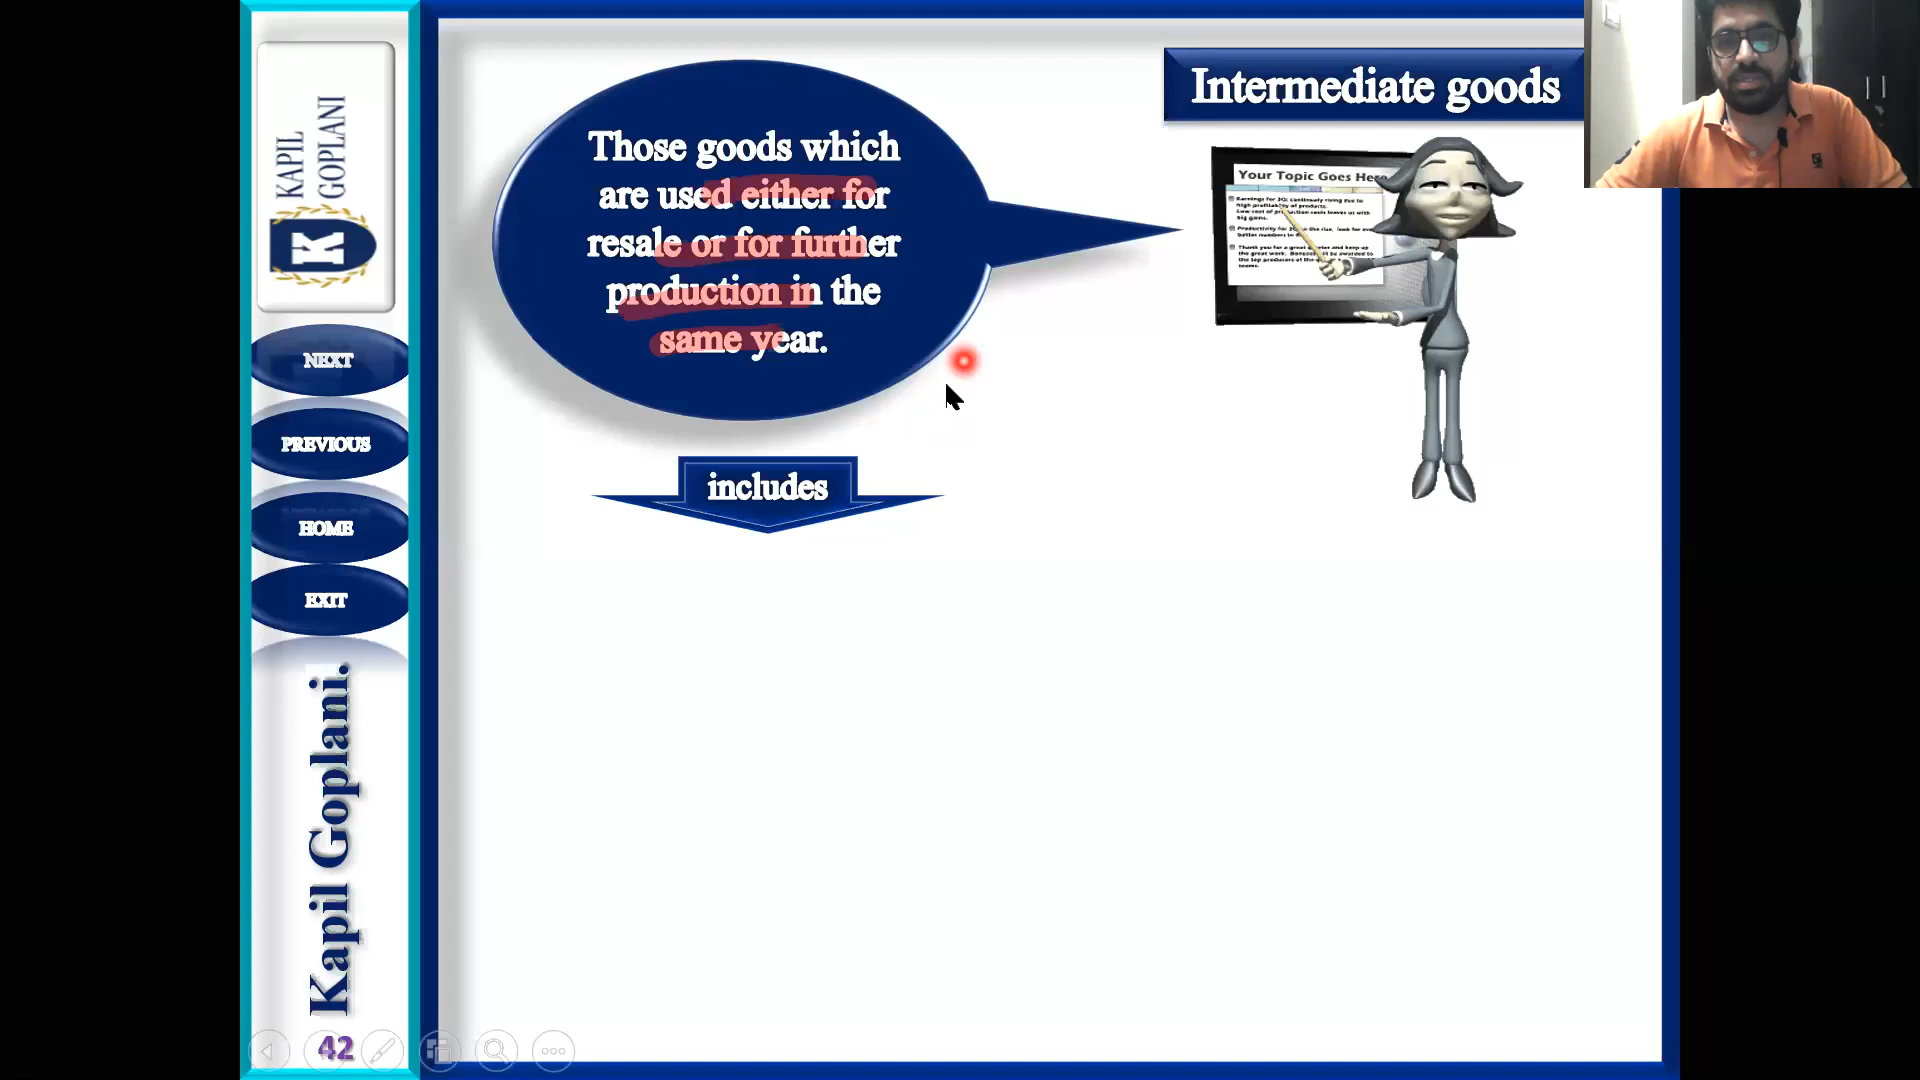 KAPIL
GOPLANI
K
NEXT
PREVIOUS
HOME
EXIT
Kapil Goplani.
42
Those goods which
are used either for
resale or for further
production in the
same year.
includes
Intermediate goods
Your Topic Goes Here